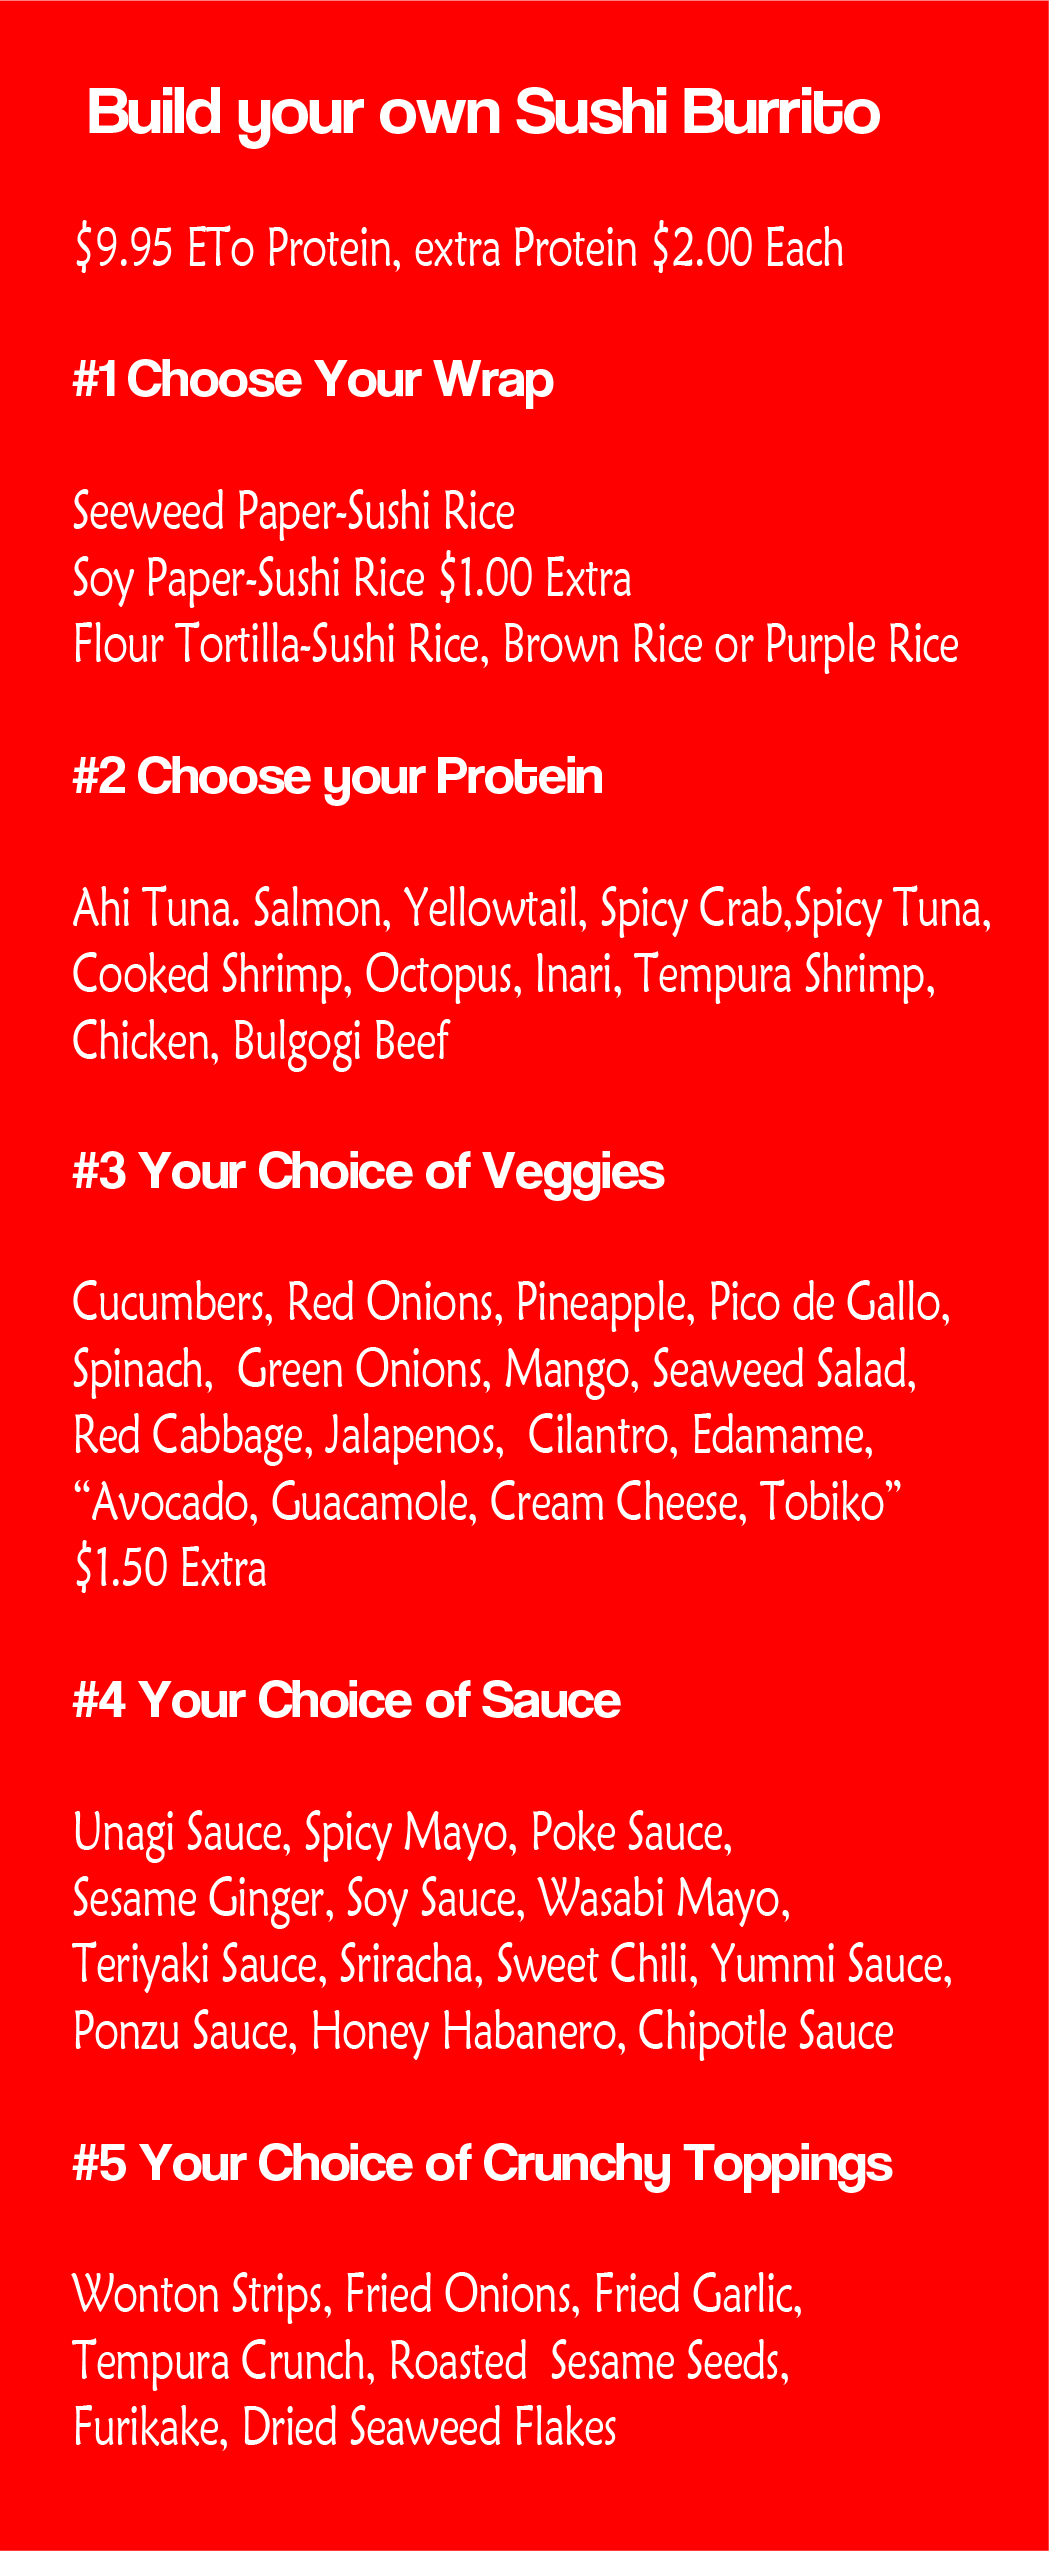 Build your own Sushi Burrito
$9.95 ETo Protein, extra Protein $2.00 Each
#1 Choose Your Wrap
Seeweed Paper-Sushi Rice
Soy Paper-Sushi Rice $1.00 Extra
Flour Tortilla-Sushi Rice, Brown Rice or Purple Rice
#2 Choose your Protein
Ahi Tuna. Salmon, Yellowtail, Spicy Crab,Spicy Tuna,
Cooked Shrimp, Octopus, Inari, Tempura Shrimp,
Chicken, Bulgogi Beef
#3 Your Choice of Veggies
Cucumbers, Red Onions, Pineapple, Pico de Gallo,
Spinach,  Green Onions, Mango, Seaweed Salad,
Red Cabbage, Jalapenos,  Cilantro, Edamame,
“Avocado, Guacamole, Cream Cheese, Tobiko”
$1.50 Extra
#4 Your Choice of Sauce
Unagi Sauce, Spicy Mayo, Poke Sauce,
Sesame Ginger, Soy Sauce, Wasabi Mayo,
Teriyaki Sauce, Sriracha, Sweet Chili, Yummi Sauce,
Ponzu Sauce, Honey Habanero, Chipotle Sauce
#5 Your Choice of Crunchy Toppings
Wonton Strips, Fried Onions, Fried Garlic,
Tempura Crunch, Roasted  Sesame Seeds,
Furikake, Dried Seaweed Flakes